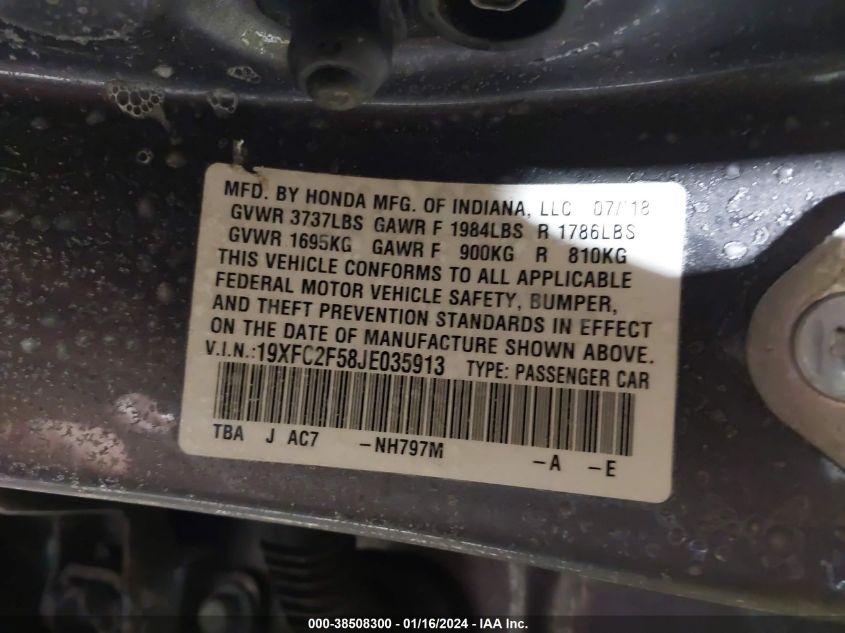 MFD. BY HONDA MFG. OF INDIANA, LLC 07/18
GVWR 3737LBS GAWR F 1984LBS R 1786LBS
GVWR 1695KG GAWR F 900KG R 810KG
THIS VEHICLE CONFORMS TO ALL APPLICABLE
FEDERAL MOTOR VEHICLE SAFETY, BUMPER,
AND THEFT PREVENTION STANDARDS IN EFFECT
ON THE DATE OF MANUFACTURE SHOWN ABOVE.
V.I.N.:19XFC2F58JE035913 TYPE: PASSENGER CAR
TBA J AC7 -NH797M -A -E
000-38508300 - 01/16/2024 - IAA Inc.